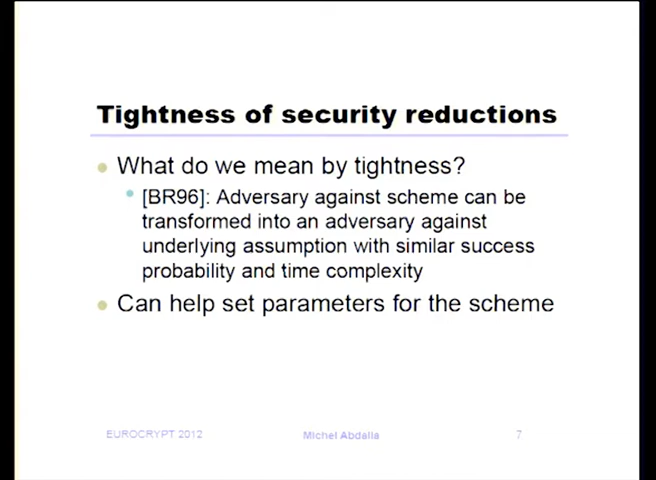 Tightness of security reductions
What do we mean by tightness?
[BR96]: Adversary against scheme can be
transformed into an adversary against
underlying assumption with similar success
probability and time complexity
Can help set parameters for the scheme
EUROCRYPT 2012
Michel Abdalla
7